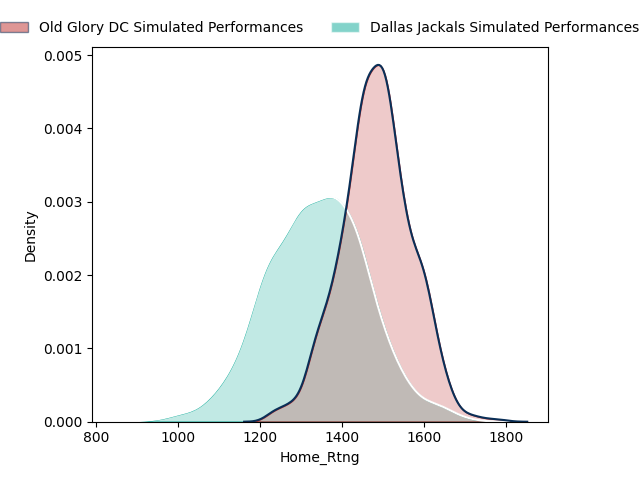 Old Glory DC Simulated Performances Dallas Jackals Simulated Performances
0.005
0.004
0.003
0.002
0.001
0.000
Density
800 1000 1200 1400 1600 1800
Home_Rtng